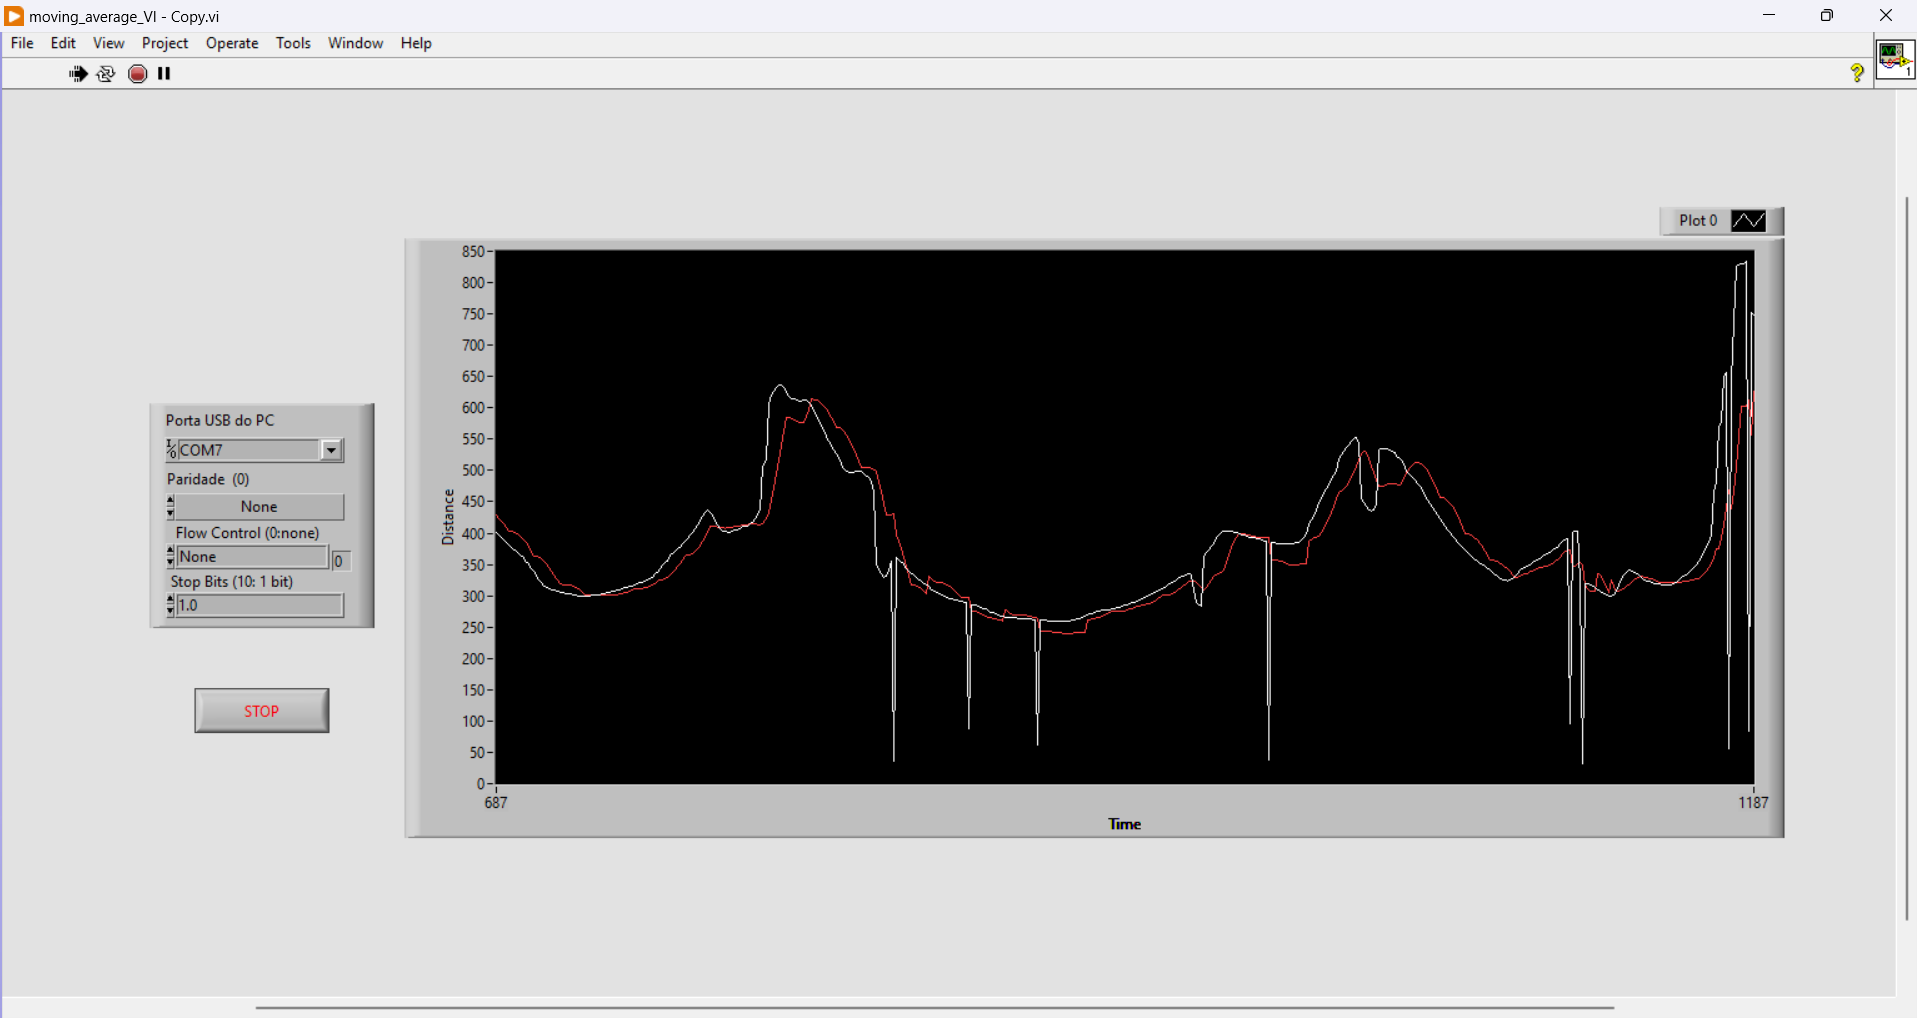 moving_average_VI - Copy.vi
File Edit View Project Operate Tools Window Help
?
1
Plot 0
850
800
750
700
650
600
550
500
450
400
350
300
250
200
150
100
50
0
Distance
687
1187
Time
Porta USB do PC
I/O COM7
Paridade (0)
None
Flow Control (0:none)
None 0
Stop Bits (10: 1 bit)
1.0
STOP